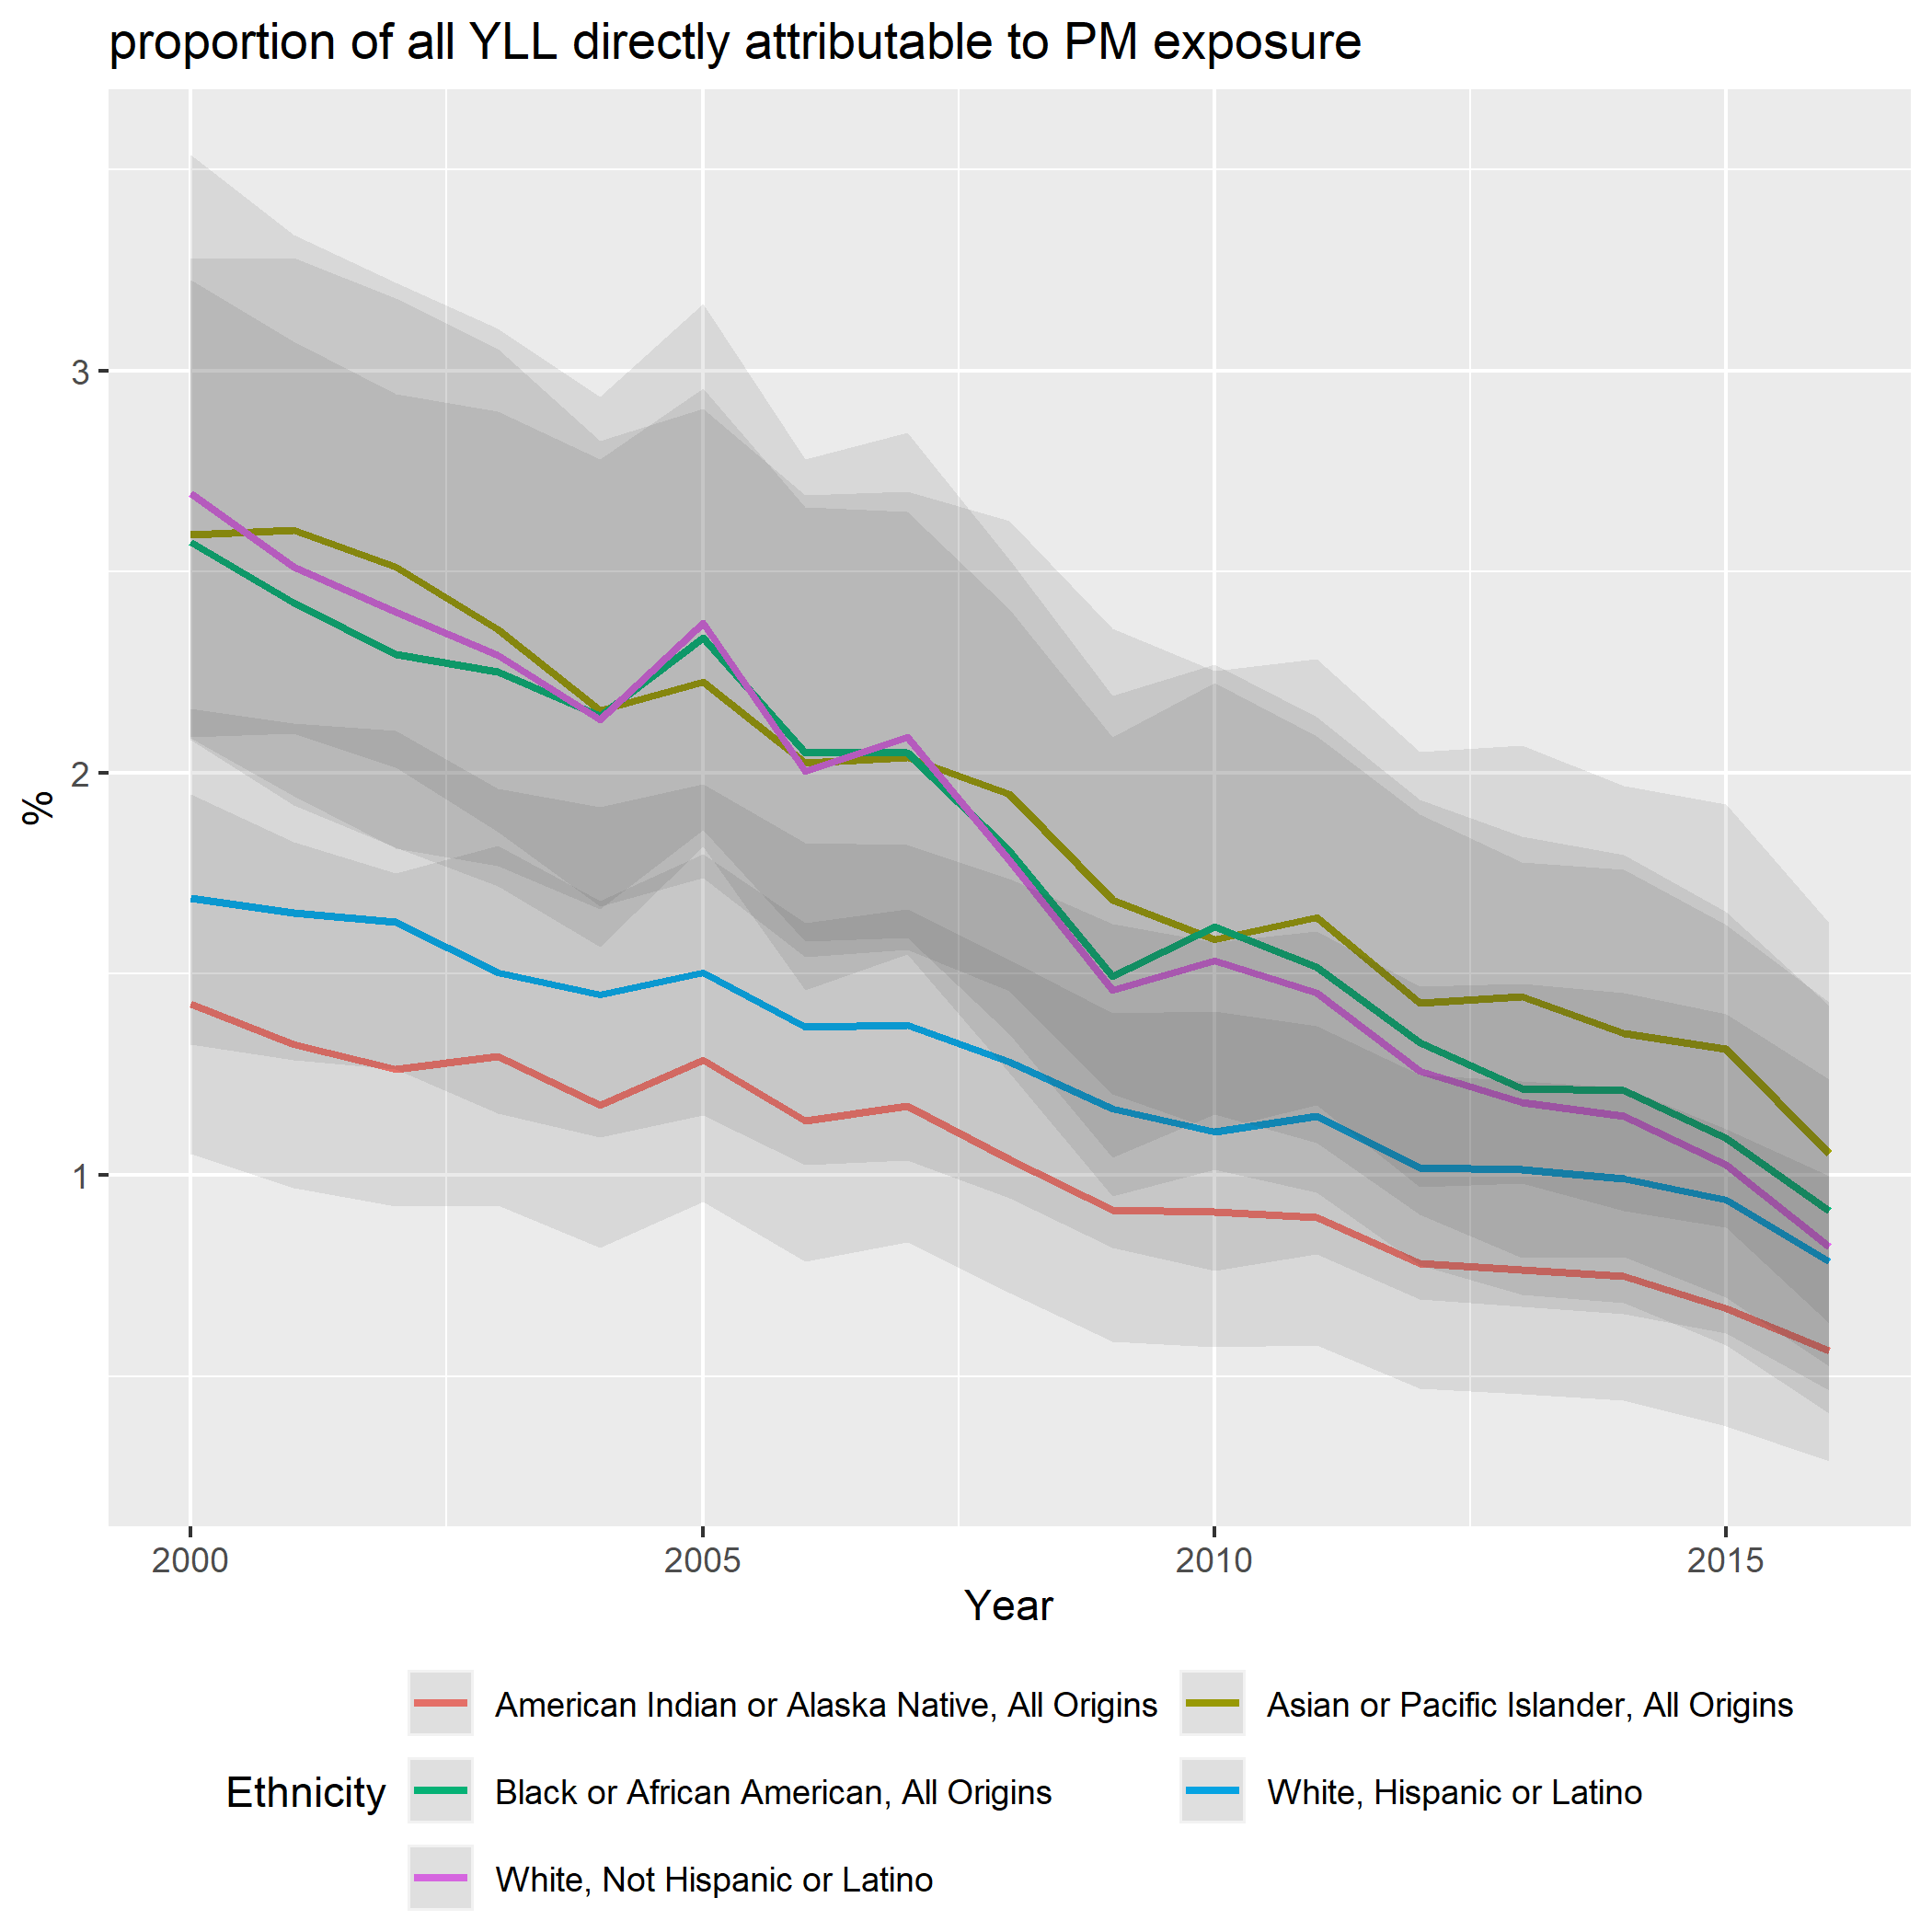 proportion of all YLL directly attributable to PM exposure
%
3
2
1
2000 2005 2010 2015
Year
Ethnicity
American Indian or Alaska Native, All Origins
Asian or Pacific Islander, All Origins
Black or African American, All Origins
White, Hispanic or Latino
White, Not Hispanic or Latino